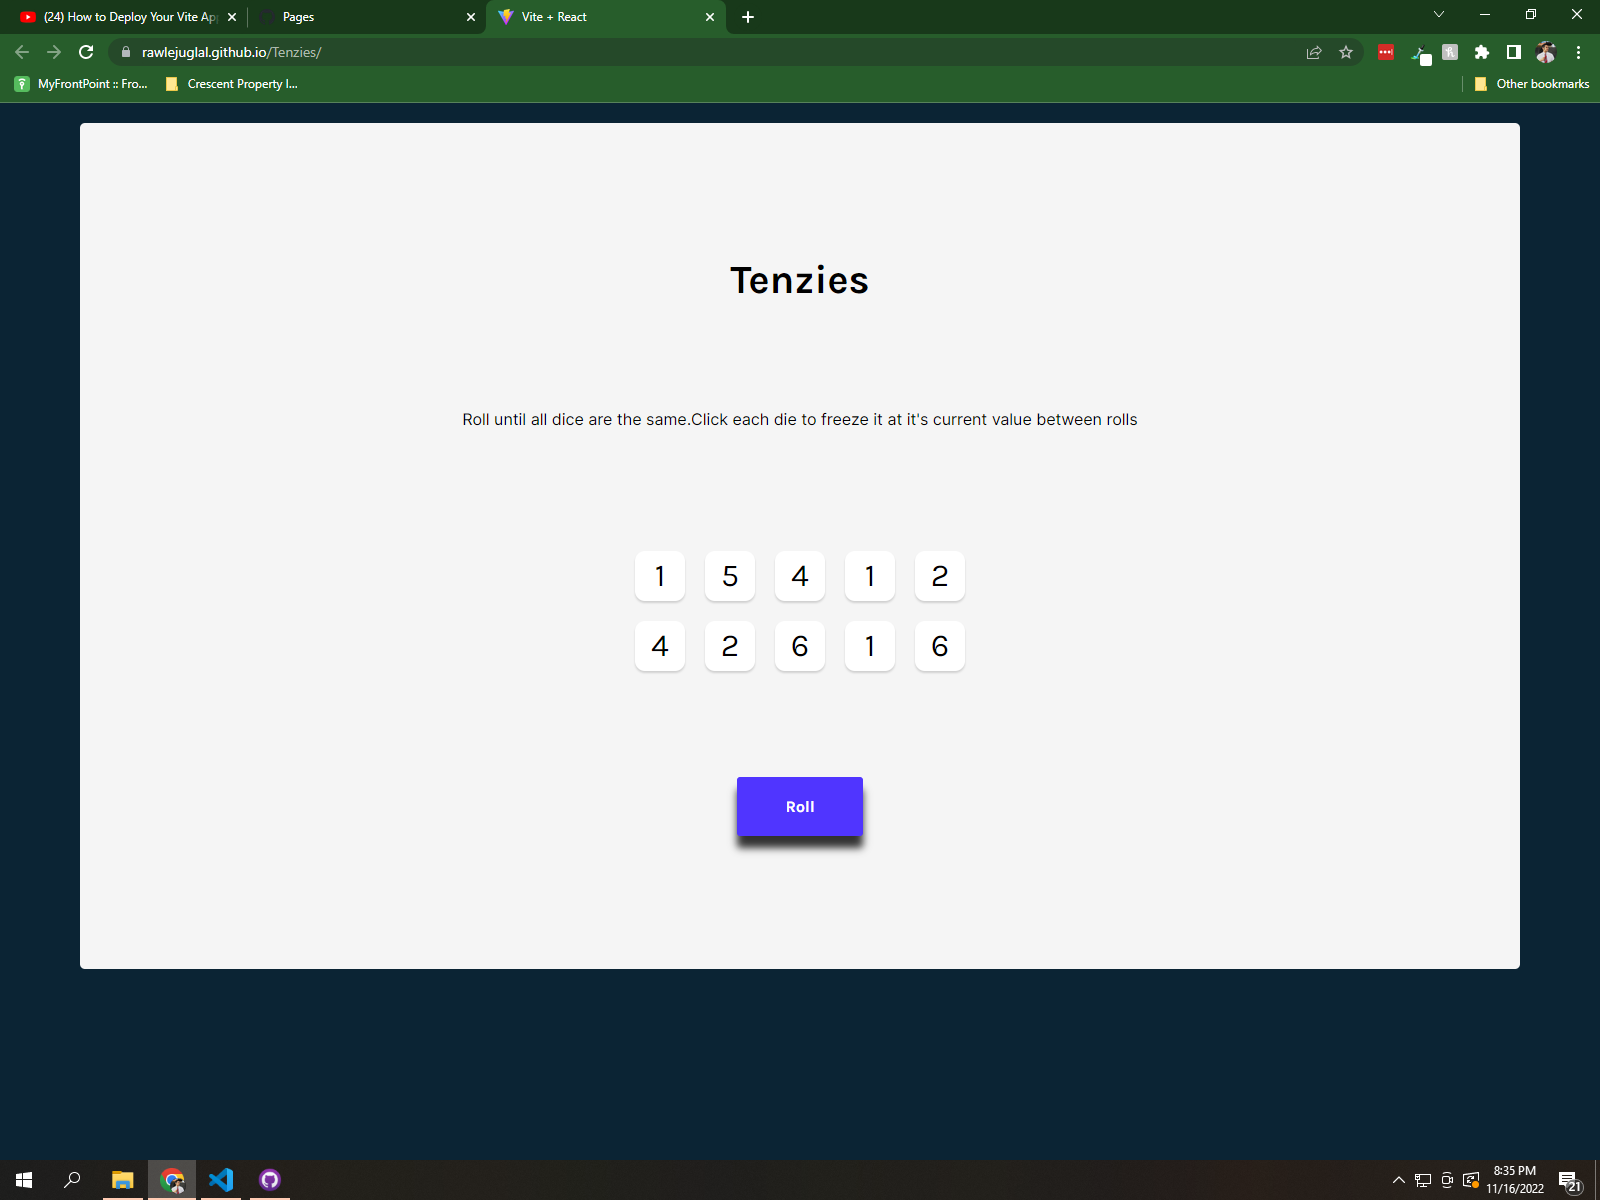 (24) How to Deploy Your Vite Ap
Pages
Vite + React
rawlejuglal.github.io/Tenzies/
MyFrontPoint :: Fro...
Crescent Property I...
Other bookmarks
Tenzies
Roll until all dice are the same.Click each die to freeze it at it's current value between rolls
1 5 4 1 2
4 2 6 1 6
Roll
8:35 PM
11/16/2022
21